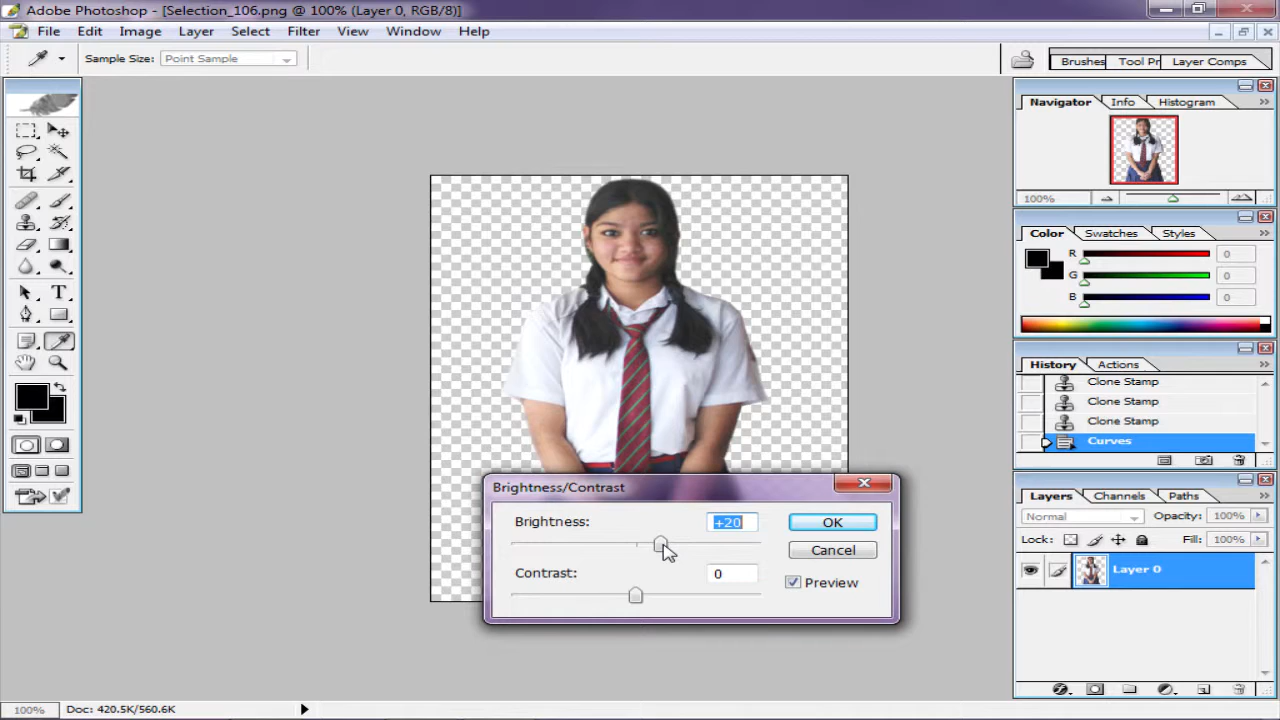 Adobe Photoshop - [Selection_106.png @ 100% (Layer 0, RGB/8)]
File Edit Image Layer Select Filter View Window Help
Sample Size: Point Sample
Brushes Tool Pr Layer Comps
Navigator Info Histogram
100%
Color Swatches Styles
R 0
G 0
B 0
History Actions
Clone Stamp
Clone Stamp
Clone Stamp
Curves
Brightness/Contrast
Brightness: +20 OK
Cancel
Contrast: 0
Preview
Layers Channels Paths
Normal Opacity: 100%
Lock: Fill: 100%
Layer 0
100% Doc: 420.5K/560.6K